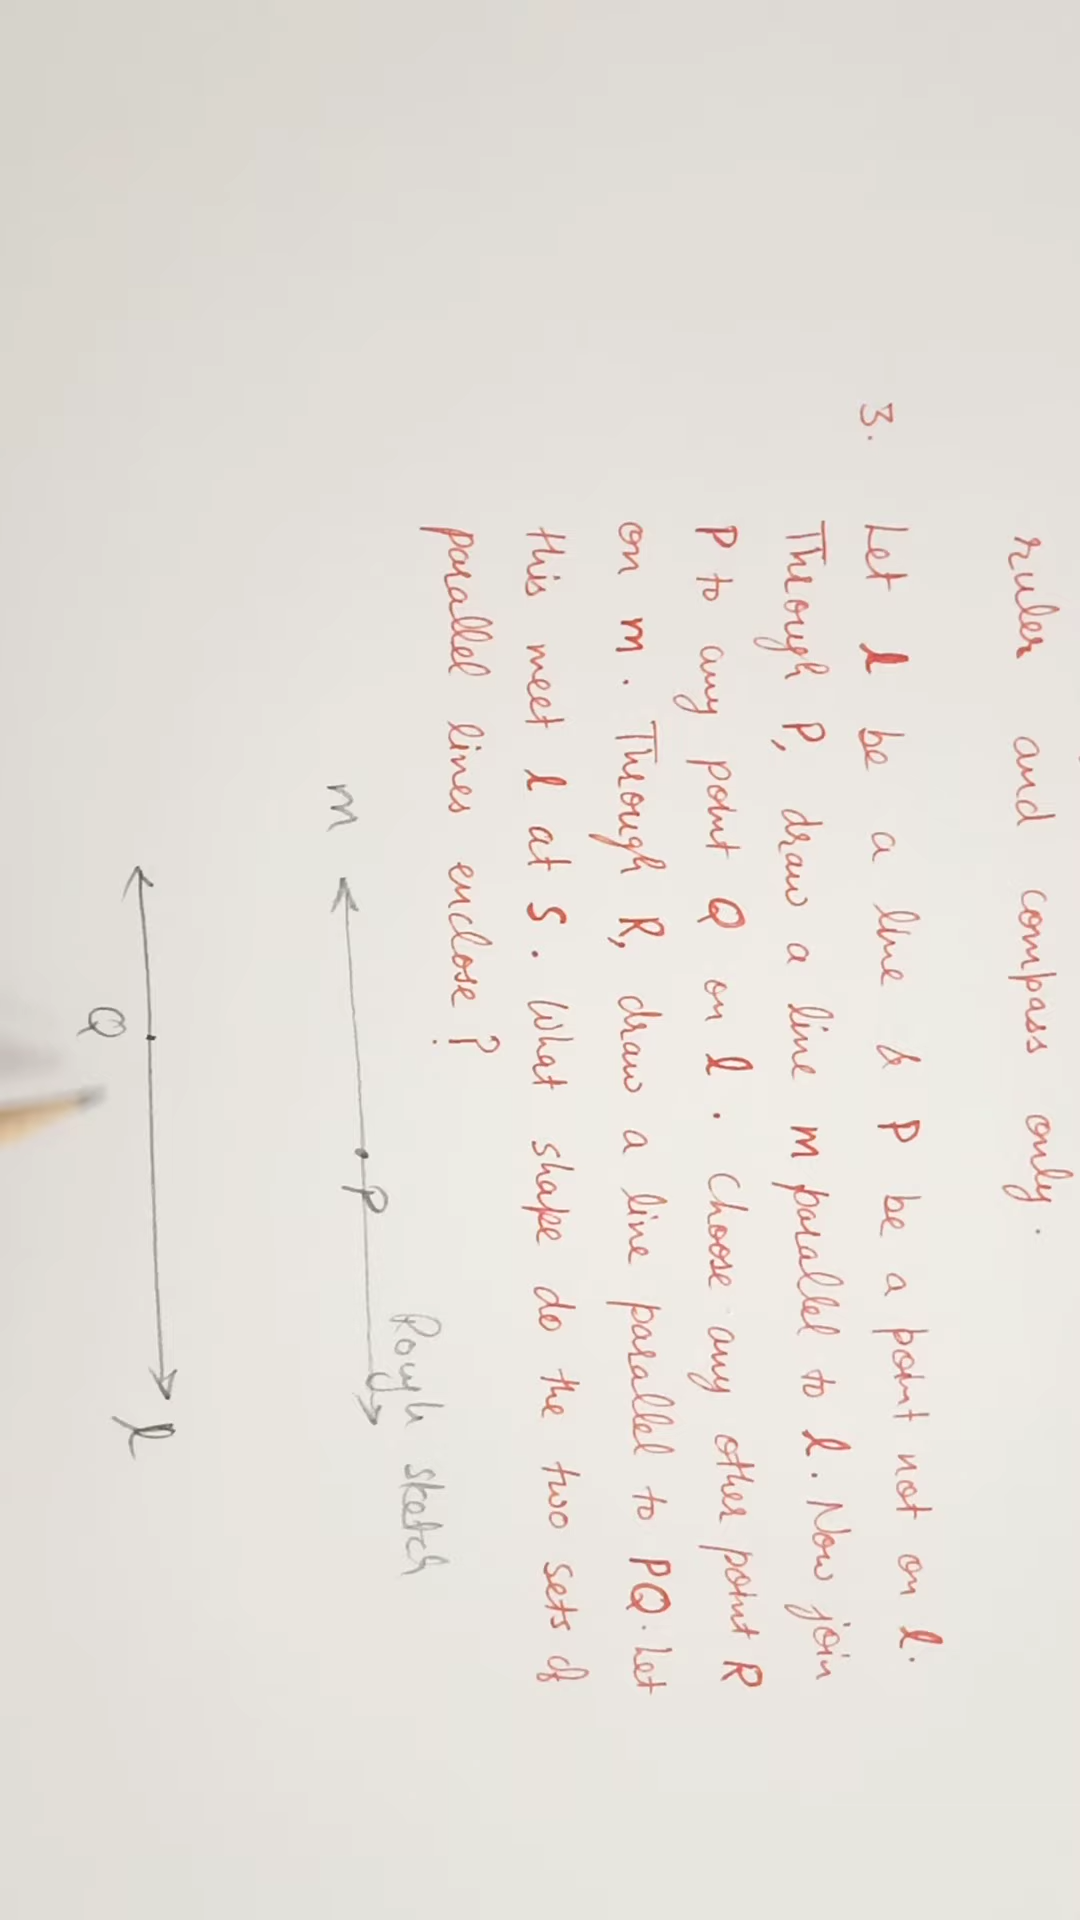 ruler and compass only.
3. Let l be a line & P be a point not on l.
Through P, draw a line m parallel to l. Now join
P to any point Q on l. Choose any other point R
on m. Through R, draw a line parallel to PQ. Let
this meet l at S. What shape do the two sets of
parallel lines enclose?
Rough sketch
m
P
Q
l